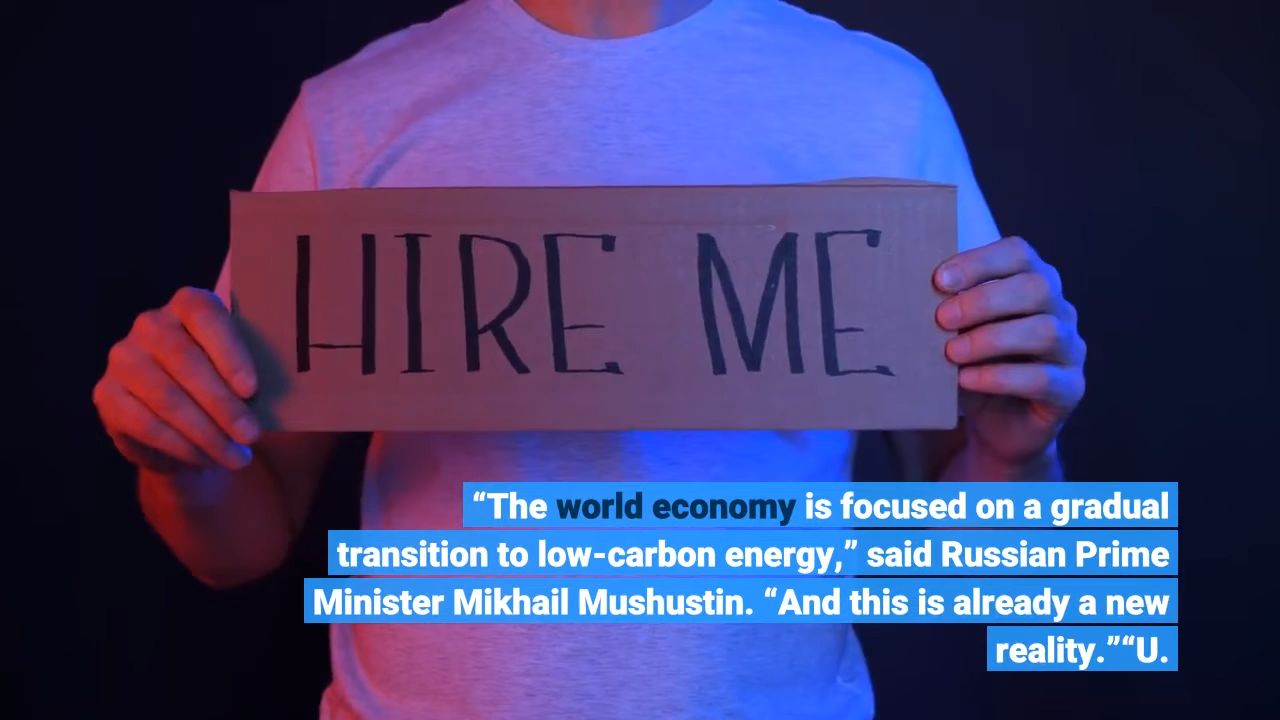 HIRE ME
“The world economy is focused on a gradual
transition to low-carbon energy,” said Russian Prime
Minister Mikhail Mushustin. “And this is already a new
reality.”“U.